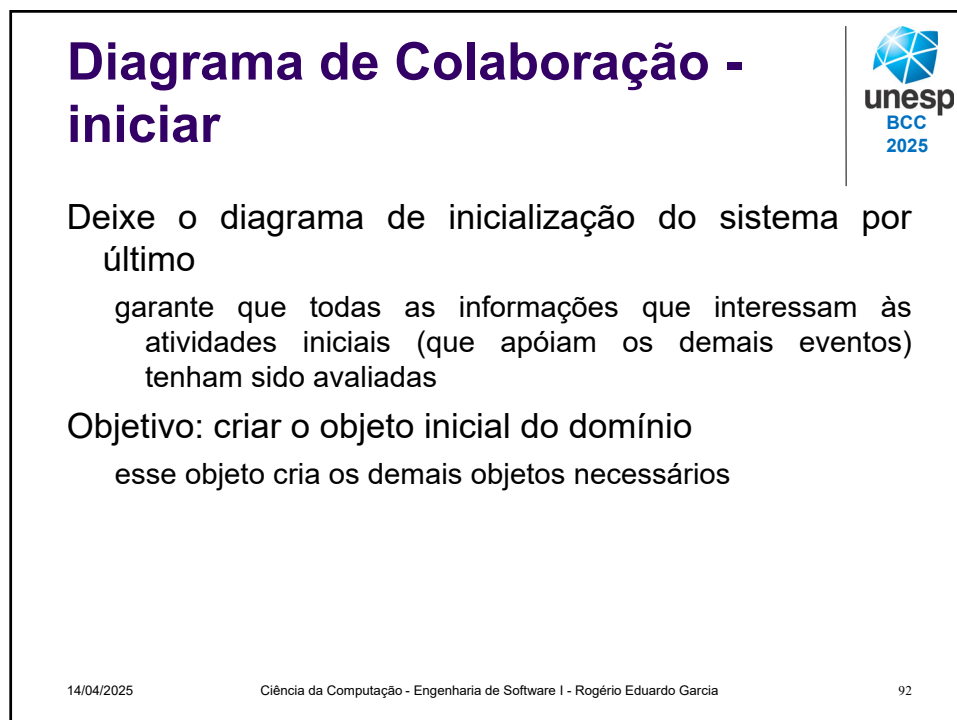 Diagrama de Colaboração -
iniciar
unesp
BCC
2025
Deixe o diagrama de inicialização do sistema por
último
garante que todas as informações que interessam às
atividades iniciais (que apóiam os demais eventos)
tenham sido avaliadas
Objetivo: criar o objeto inicial do domínio
esse objeto cria os demais objetos necessários
14/04/2025 Ciência da Computação - Engenharia de Software I - Rogério Eduardo Garcia 92